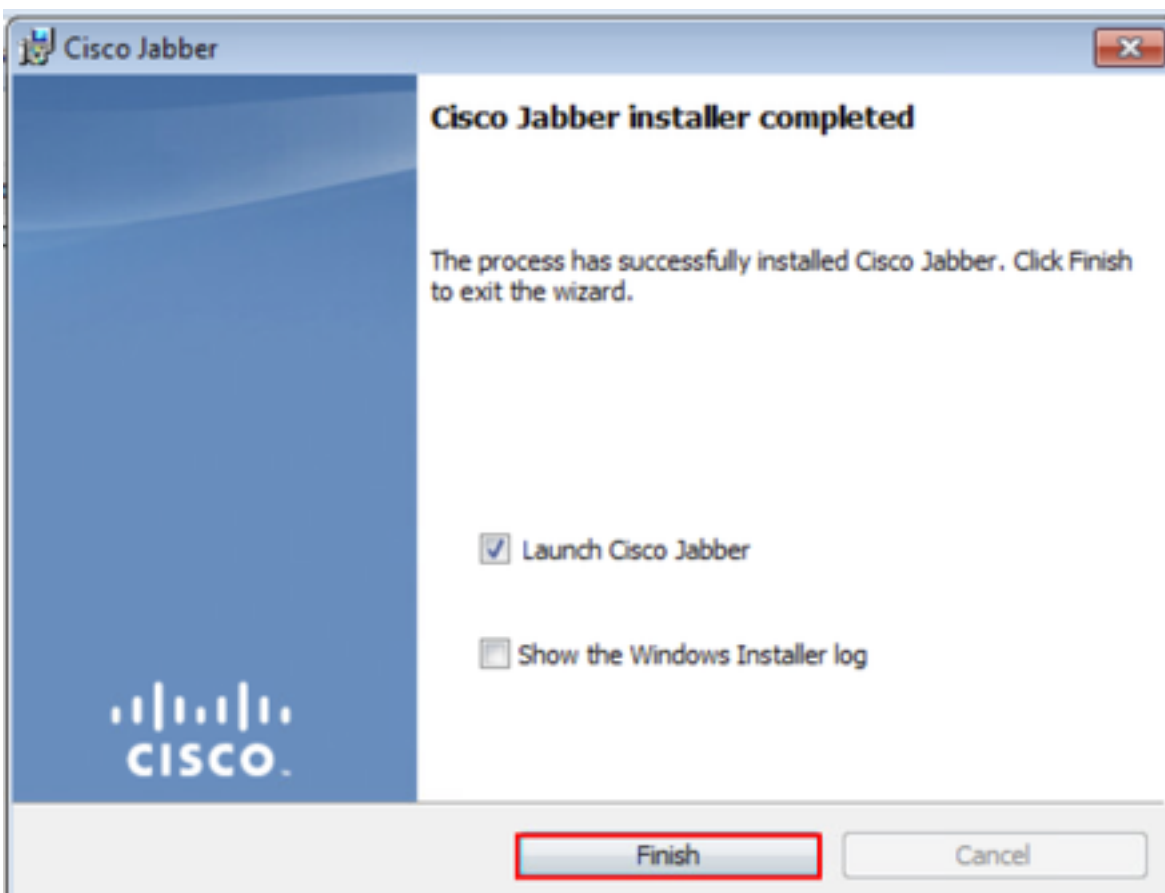 Cisco Jabber
Cisco Jabber installer completed
The process has successfully installed Cisco Jabber. Click Finish
to exit the wizard.
Launch Cisco Jabber
Show the Windows Installer log
CISCO™
Finish
Cancel